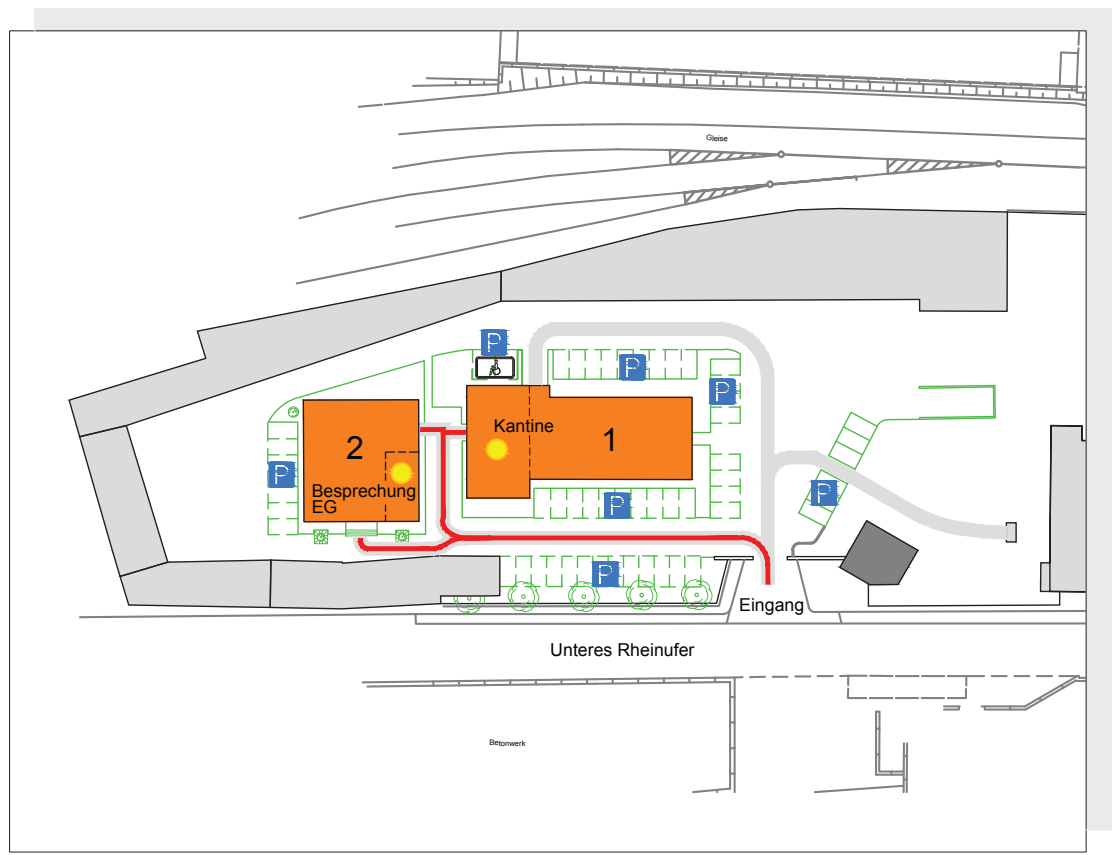 Gleise
P
P
P
Kantine
1
2
P
Besprechung
EG
P
P
P
Eingang
Unteres Rheinufer
Betonwerk